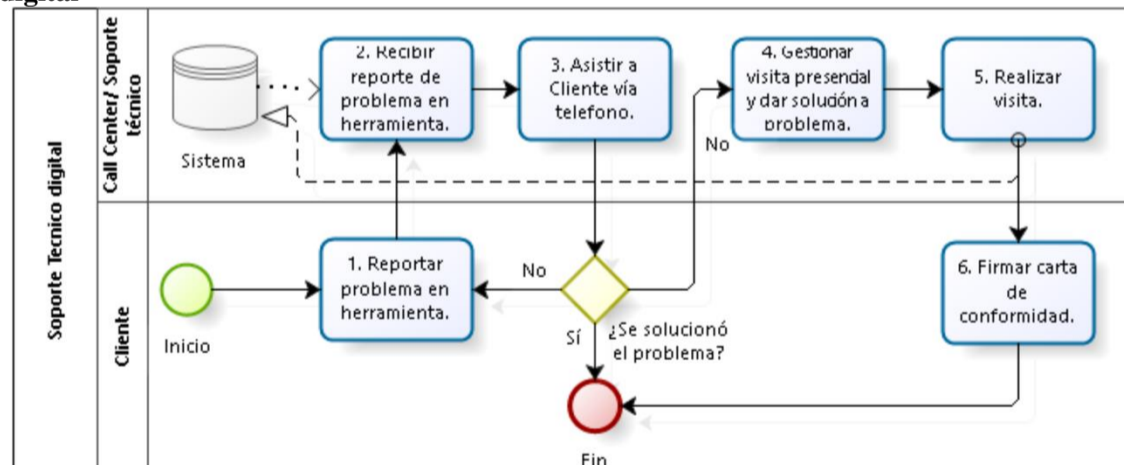 digital
Soporte Tecnico digital
Call Center/ Soporte
técnico
Sistema
2. Recibir
reporte de
problema en
herramienta.
3. Asistir a
Cliente vía
telefono.
No
4. Gestionar
visita presencial
y dar solución a
problema.
5. Realizar
visita.
Cliente
Inicio
1. Reportar
problema en
herramienta.
No
Sí
¿Se solucionó
el problema?
Fin
6. Firmar carta
de
conformidad.